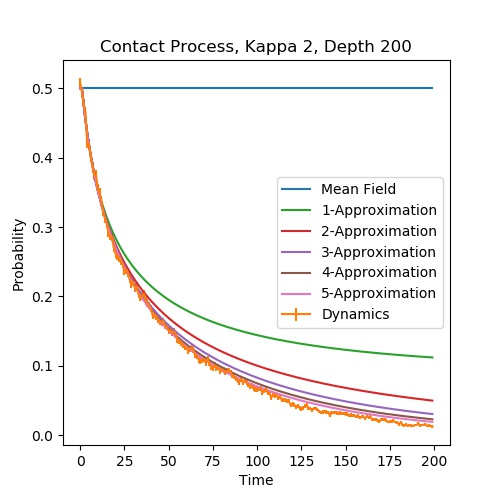 Contact Process, Kappa 2, Depth 200
Probability
0.5
0.4
0.3
0.2
0.1
0.0
Mean Field
1-Approximation
2-Approximation
3-Approximation
4-Approximation
5-Approximation
Dynamics
0 25 50 75 100 125 150 175 200
Time